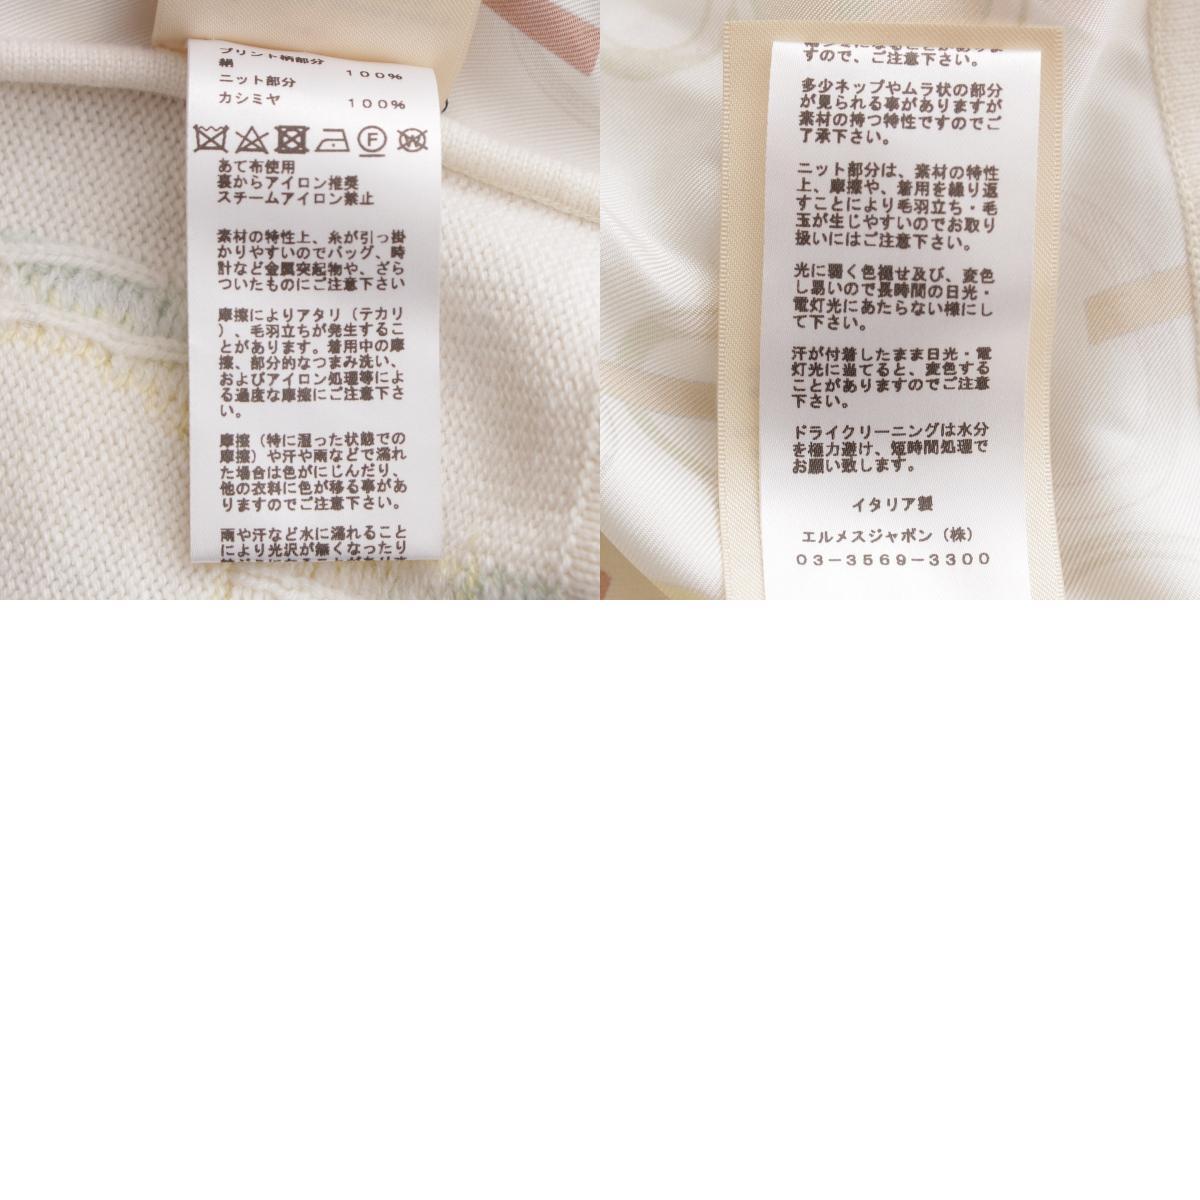 プリント柄部分
絹 100%
ニット部分
カシミヤ 100%
F
W
あて布使用
裏からアイロン推奨
スチームアイロン禁止
素材の特性上、糸が引っ掛
かりやすいのでバッグ、時
計など金属突起物や、ざら
ついたものにご注意下さい
摩擦によりアタリ（テカリ
）、毛羽立ちが発生するこ
とがあります。着用中の摩
擦、部分的なつまみ洗い、
およびアイロン処理等によ
る過度な摩擦にご注意下さ
い。
摩擦（特に湿った状態での
摩擦）や汗や雨などで濡れ
た場合は色がにじんだり、
他の衣料に色が移る事があ
りますのでご注意下さい。
雨や汗など水に濡れること
により光沢が無くなったり
すので、ご注意下さい。
多少ネップやムラ状の部分
が見られる事がありますが
素材の持つ特性ですのでご
了承下さい。
ニット部分は、素材の特性
上、摩擦や、着用を繰り返
すことにより毛羽立ち・毛
玉が生じやすいのでお取り
扱いにはご注意下さい。
光に弱く色褪せ及び、変色
し易いので長時間の日光・
電灯光にあたらない様にし
て下さい。
汗が付着したまま日光・電
灯光に当てると、変色する
ことがありますのでご注意
下さい。
ドライクリーニングは水分
を極力避け、短時間処理で
お願い致します。
イタリア製
エルメスジャポン（株）
03-3569-3300